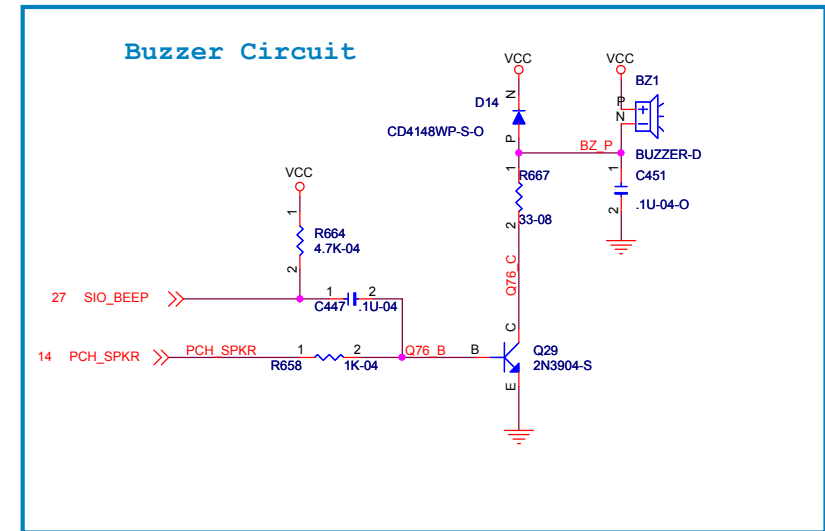 Buzzer Circuit
VCC
VCC
BZ1
D14
N
P
+
N
-
CD4148WP-S-O
P
BZ_P
BUZZER-D
1
R667
1
C451
VCC
33-08
2
2
.1U-04-O
1
R664
4.7K-04
2
Q76_C
27 SIO_BEEP
1 2
C447 .1U-04
C
14 PCH_SPKR
PCH_SPKR
1 2
Q76_B
B
Q29
R658 1K-04
2N3904-S
E